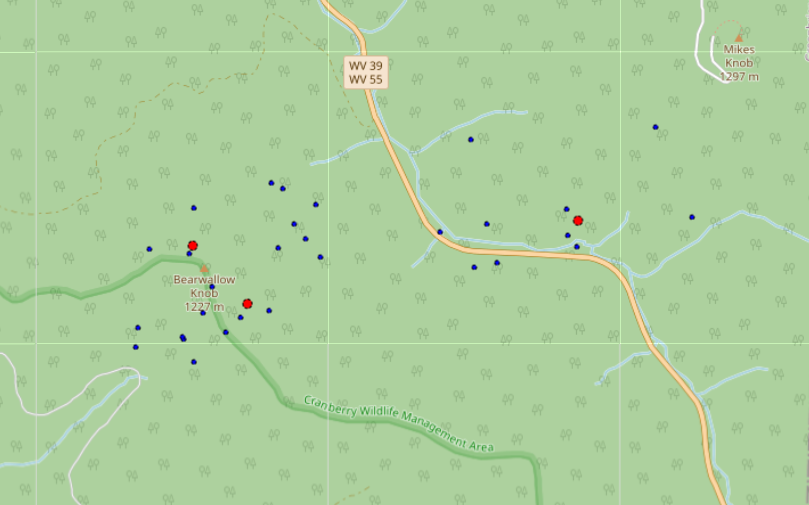 WV 39
WV 55
Mikes
Knob
1297 m
Bearwallow
Knob
1227 m
Cranberry Wildlife Management Area